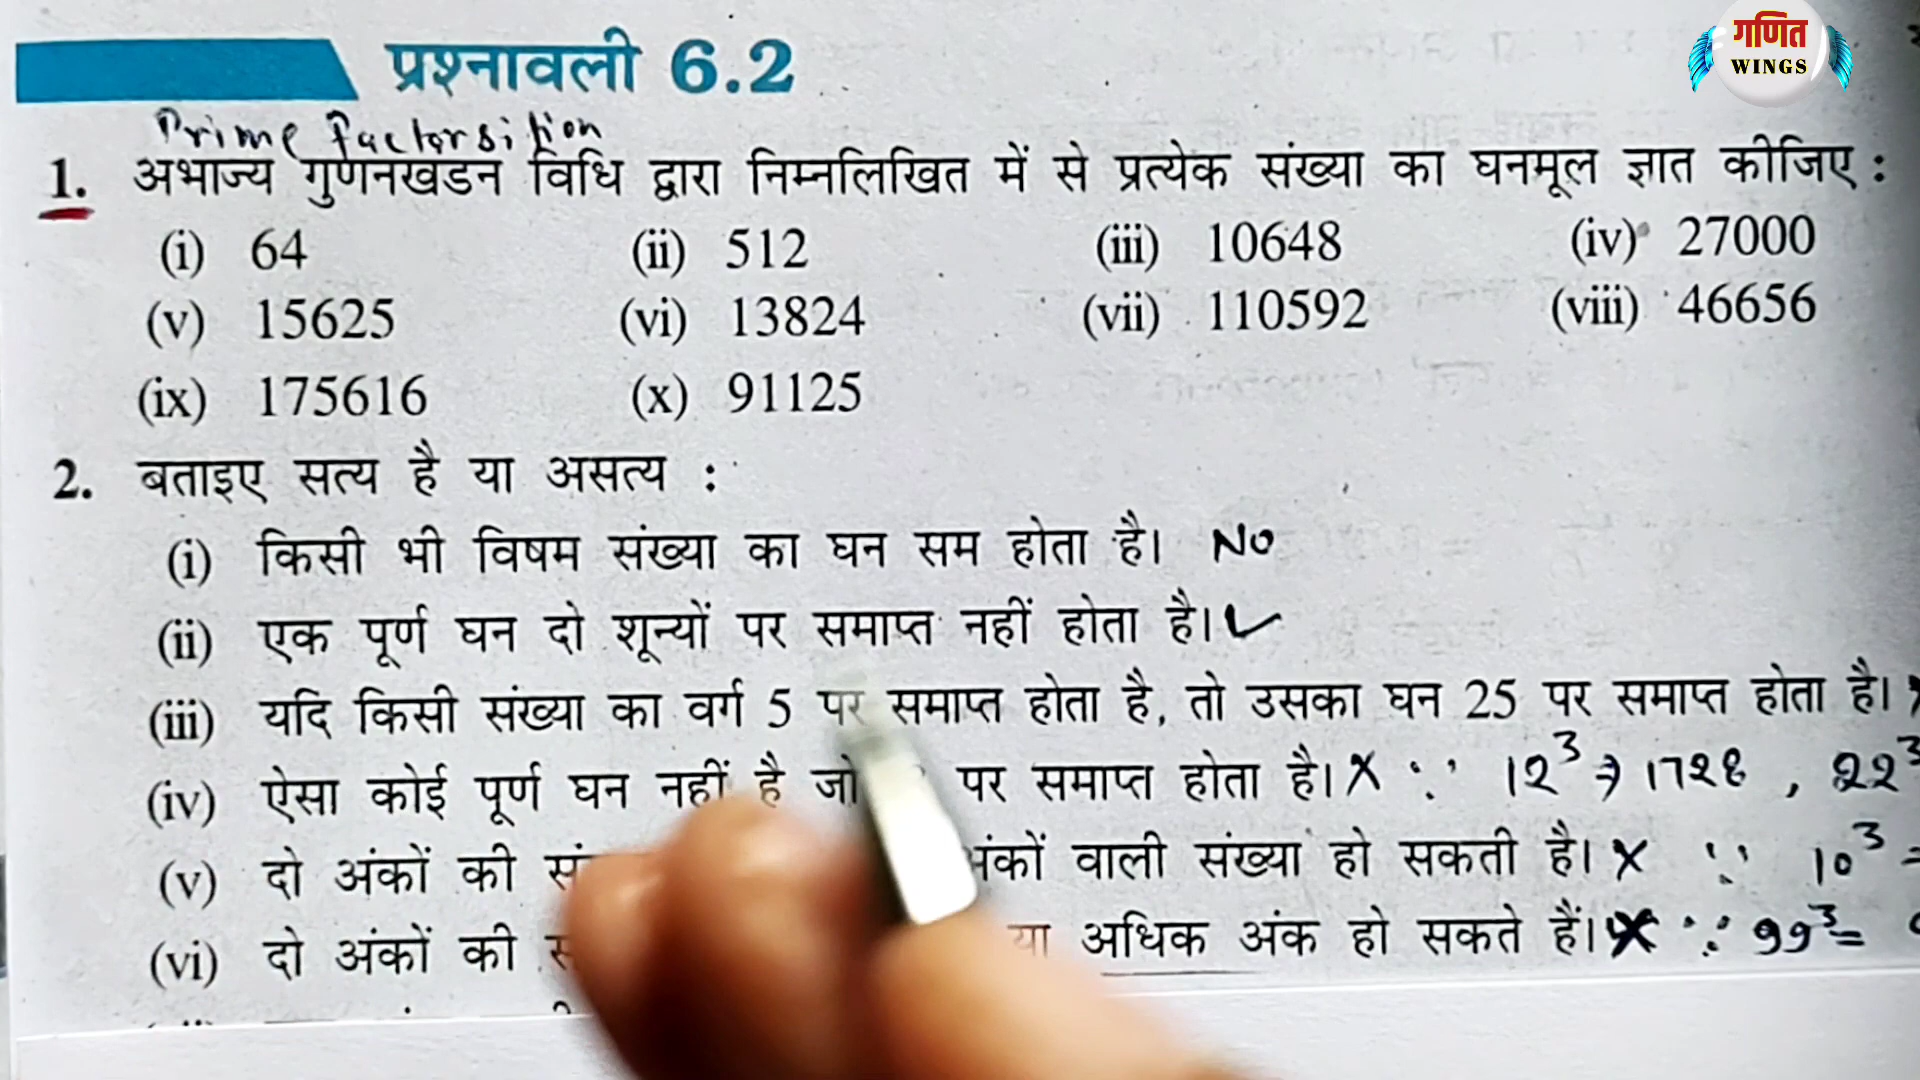 गणित
WINGS
प्रश्नावली 6.2
Prime factorsition
1. अभाज्य गुणनखंडन विधि द्वारा निम्नलिखित में से प्रत्येक संख्या का घनमूल ज्ञात कीजिए :
(i) 64 (ii) 512 (iii) 10648 (iv) 27000
(v) 15625 (vi) 13824 (vii) 110592 (viii) 46656
(ix) 175616 (x) 91125
2. बताइए सत्य है या असत्य :
(i) किसी भी विषम संख्या का घन सम होता है। No
(ii) एक पूर्ण घन दो शून्यों पर समाप्त नहीं होता है। ✓
(iii) यदि किसी संख्या का वर्ग 5 पर समाप्त होता है, तो उसका घन 25 पर समाप्त होता है।
(iv) ऐसा कोई पूर्ण घन नहीं है जो पर समाप्त होता है। X ∵ 12³ ⇒ 1728 , 22³
(v) दो अंकों की अंकों वाली संख्या हो सकती है। X ∵ 10³ =
(vi) दो अंकों की या अधिक अंक हो सकते हैं। X ∵ 99³ =